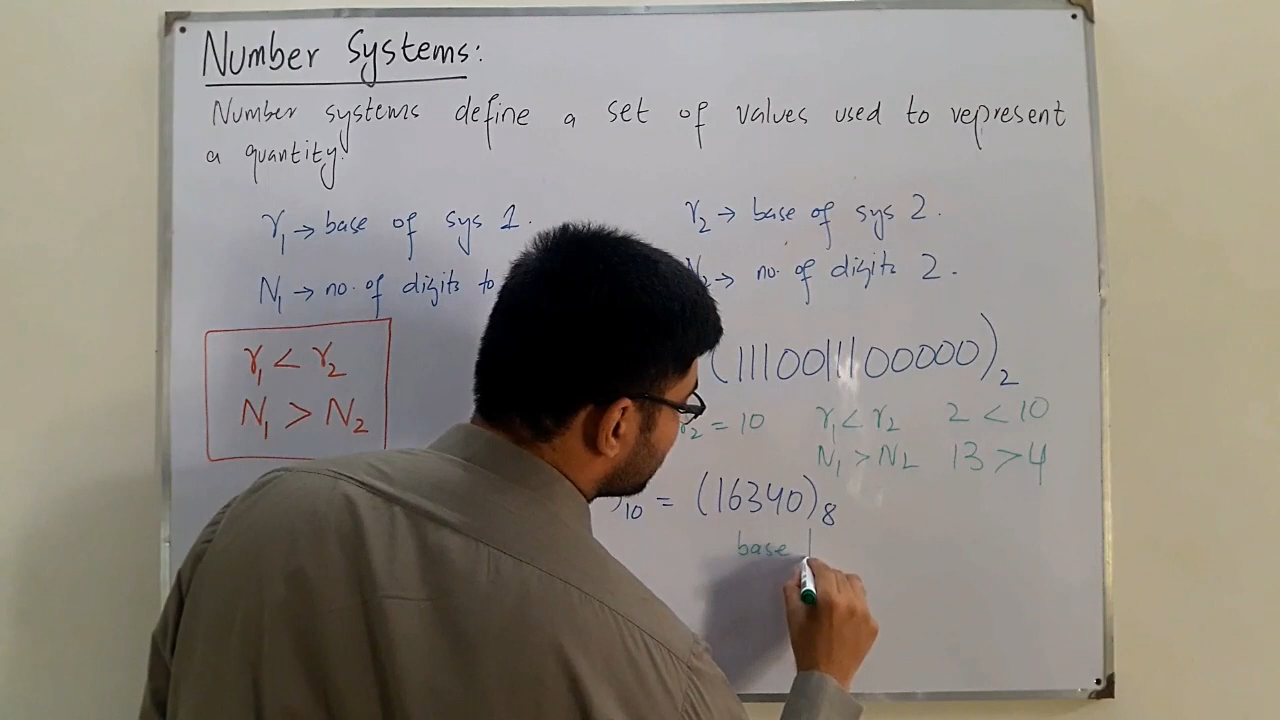 Number Systems:
Number systems define a set of values used to represent
a quantity.
r₁ → base of sys 1.
r₂ → base of sys 2.
N₁ → no. of digits to
→ no. of digits 2.
r₁ < r₂
N₁ > N₂
(1110011100000)₂
r₂ = 10 r₁ < r₂ 2 < 10
N₁ > N₂ 13 > 4
)₁₀ = (16340)₈
base